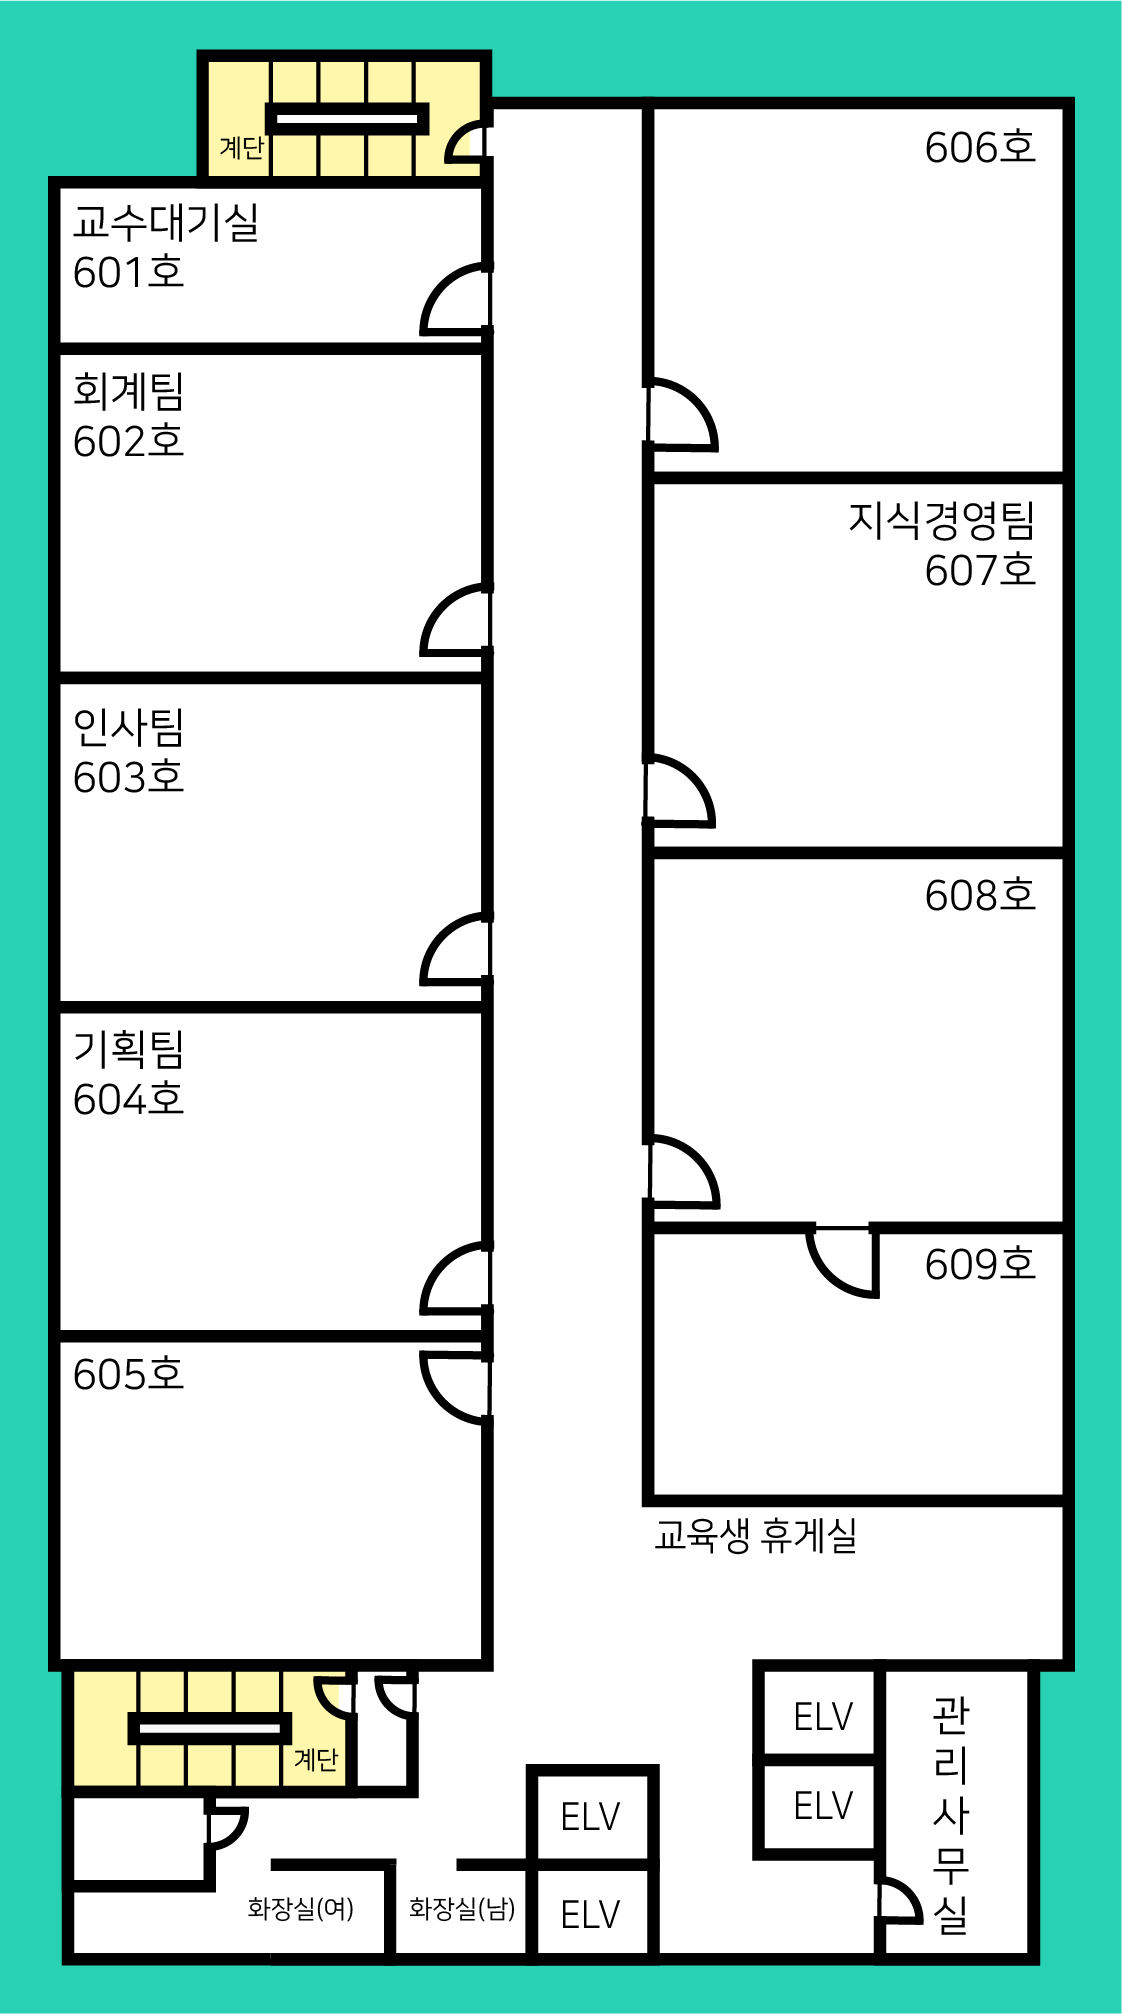 계단
606호
교수대기실
601호
회계팀
602호
지식경영팀
607호
인사팀
603호
608호
기획팀
604호
609호
605호
교육생 휴게실
계단
ELV
ELV
관
리
사
무
실
ELV
ELV
화장실(여)
화장실(남)